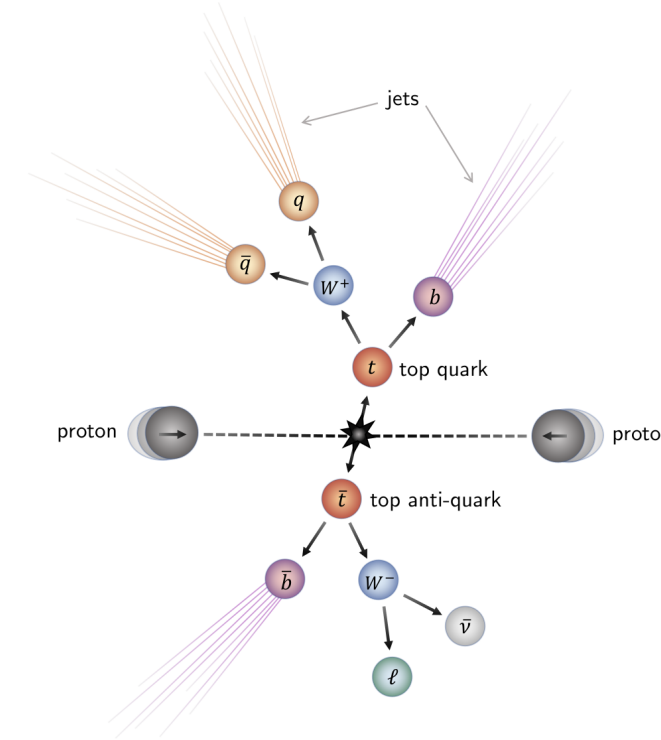 jets
q
q̄
W⁺
b
t top quark
proton
proto
t̄ top anti-quark
b̄
W⁻
ν̄
ℓ